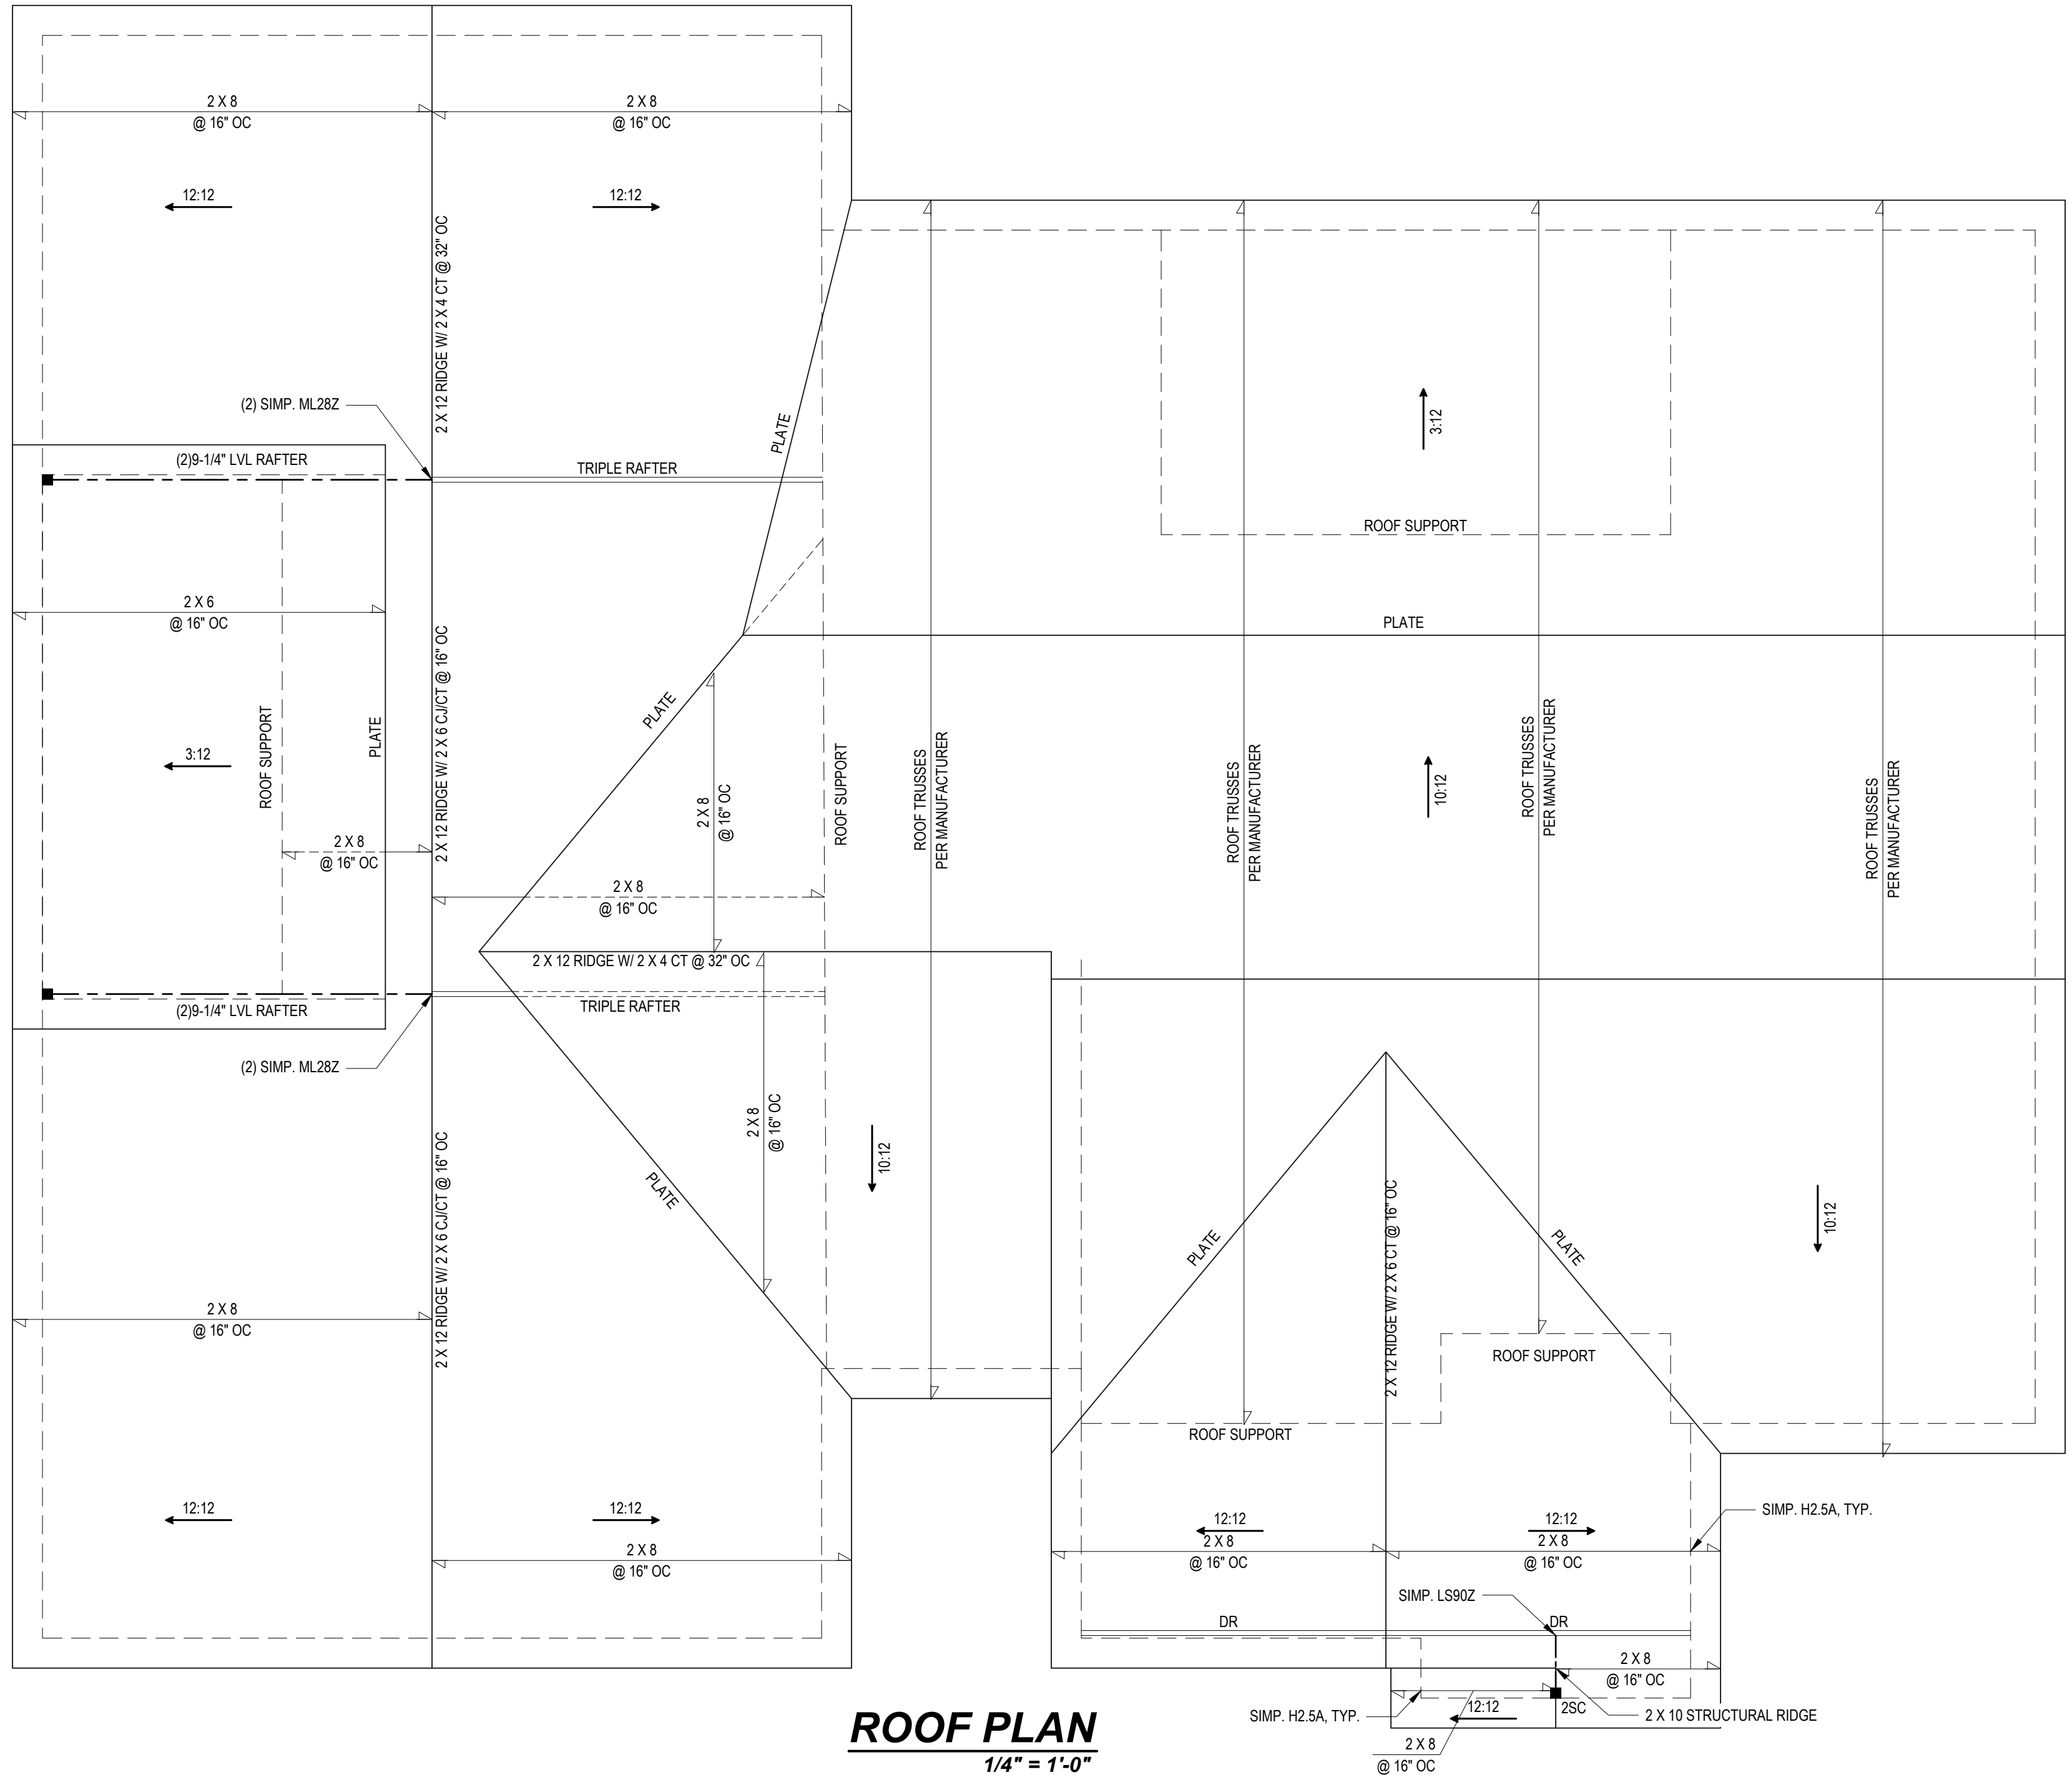 2 X 8
@ 16" OC
2 X 8
@ 16" OC
12:12
12:12
2 X 12 RIDGE W/ 2 X 4 CT @ 32" OC
(2) SIMP. ML28Z
(2)9-1/4" LVL RAFTER
TRIPLE RAFTER
PLATE
3:12
ROOF SUPPORT
2 X 6
@ 16" OC
PLATE
2 X 12 RIDGE W/ 2 X 6 CJ/CT @ 16" OC
PLATE
ROOF SUPPORT
PLATE
3:12
2 X 8
@ 16" OC
ROOF SUPPORT
ROOF TRUSSES
PER MANUFACTURER
ROOF TRUSSES
PER MANUFACTURER
10:12
ROOF TRUSSES
PER MANUFACTURER
ROOF TRUSSES
PER MANUFACTURER
2 X 8
@ 16" OC
2 X 8
@ 16" OC
2 X 12 RIDGE W/ 2 X 4 CT @ 32" OC
(2)9-1/4" LVL RAFTER
TRIPLE RAFTER
(2) SIMP. ML28Z
2 X 8
@ 16" OC
10:12
PLATE
2 X 12 RIDGE W/ 2 X 6 CJ/CT @ 16" OC
2 X 12 RIDGE W/ 2 X 6 CT @ 16" OC
PLATE
PLATE
10:12
2 X 8
@ 16" OC
ROOF SUPPORT
ROOF SUPPORT
12:12
12:12
2 X 8
@ 16" OC
12:12
2 X 8
@ 16" OC
12:12
2 X 8
@ 16" OC
SIMP. H2.5A, TYP.
SIMP. LS90Z
DR
DR
2 X 8
@ 16" OC
SIMP. H2.5A, TYP.
12:12
2SC
2 X 10 STRUCTURAL RIDGE
2 X 8
@ 16" OC
ROOF PLAN
1/4" = 1'-0"